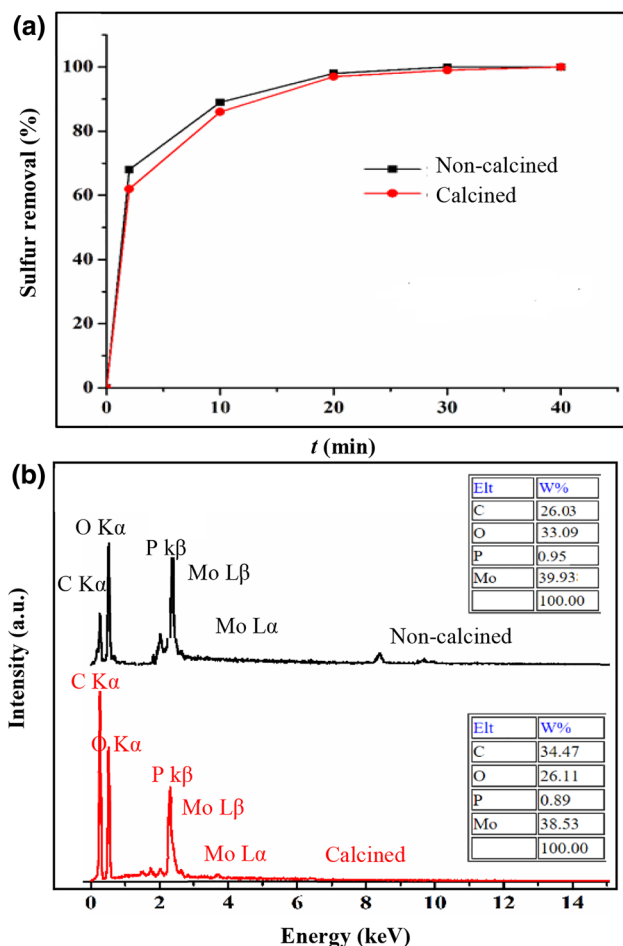 (a)
100
80
60
40
20
0
Sulfur removal (%)
Non-calcined
Calcined
0 10 20 30 40
t (min)
(b)
Elt W%
C 26.03
O 33.09
P 0.95
Mo 39.93
100.00
O Kα
C Kα
P kβ
Mo Lβ
Mo Lα
Non-calcined
Intensity (a.u.)
C Kα
O Kα
P kβ
Mo Lβ
Mo Lα
Calcined
Elt W%
C 34.47
O 26.11
P 0.89
Mo 38.53
100.00
0 2 4 6 8 10 12 14
Energy (keV)